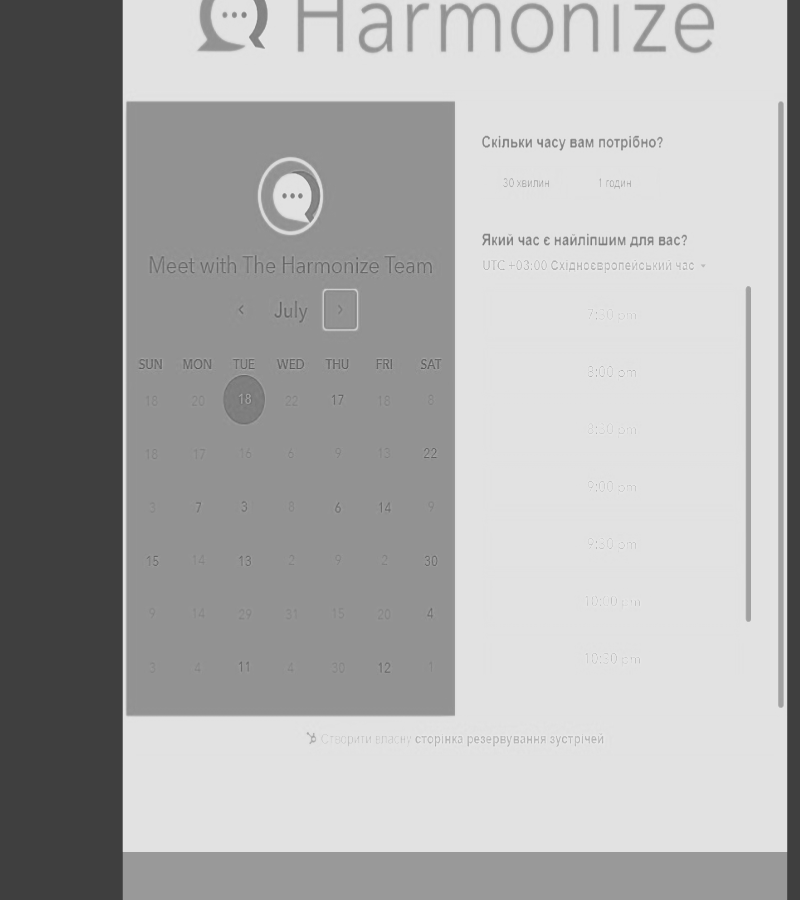 Harmonize
Meet with The Harmonize Team
July
SUN MON TUE WED THU FRI SAT
18 20 18 22 17 18 8
18 17 16 6 9 13 22
3 7 3 8 6 14 9
15 14 13 2 9 2 30
9 14 29 31 15 20 4
3 4 11 4 30 12 1
Скільки часу вам потрібно?
30 хвилин 1 годин
Який час є найліпшим для вас?
UTC +03:00 Східноєвропейський час
7:30 pm
8:00 pm
8:30 pm
9:00 pm
9:30 pm
10:00 pm
10:30 pm
Створити власну сторінка резервування зустрічей